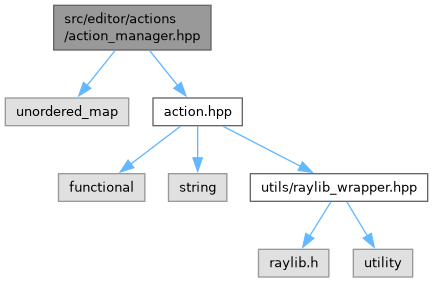 src/editor/actions
/action_manager.hpp
unordered_map
action.hpp
functional
string
utils/raylib_wrapper.hpp
raylib.h
utility